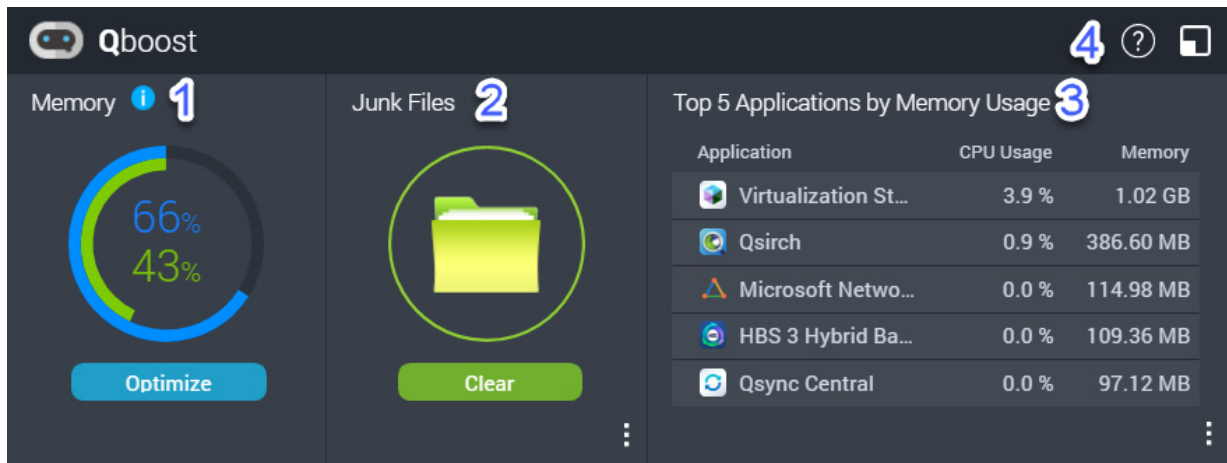 Qboost
4 ?
Memory i 1
66%
43%
Optimize
Junk Files 2
Clear
Top 5 Applications by Memory Usage 3
Application CPU Usage Memory
Virtualization St... 3.9 % 1.02 GB
Qsirch 0.9 % 386.60 MB
Microsoft Netwo... 0.0 % 114.98 MB
HBS 3 Hybrid Ba... 0.0 % 109.36 MB
Qsync Central 0.0 % 97.12 MB